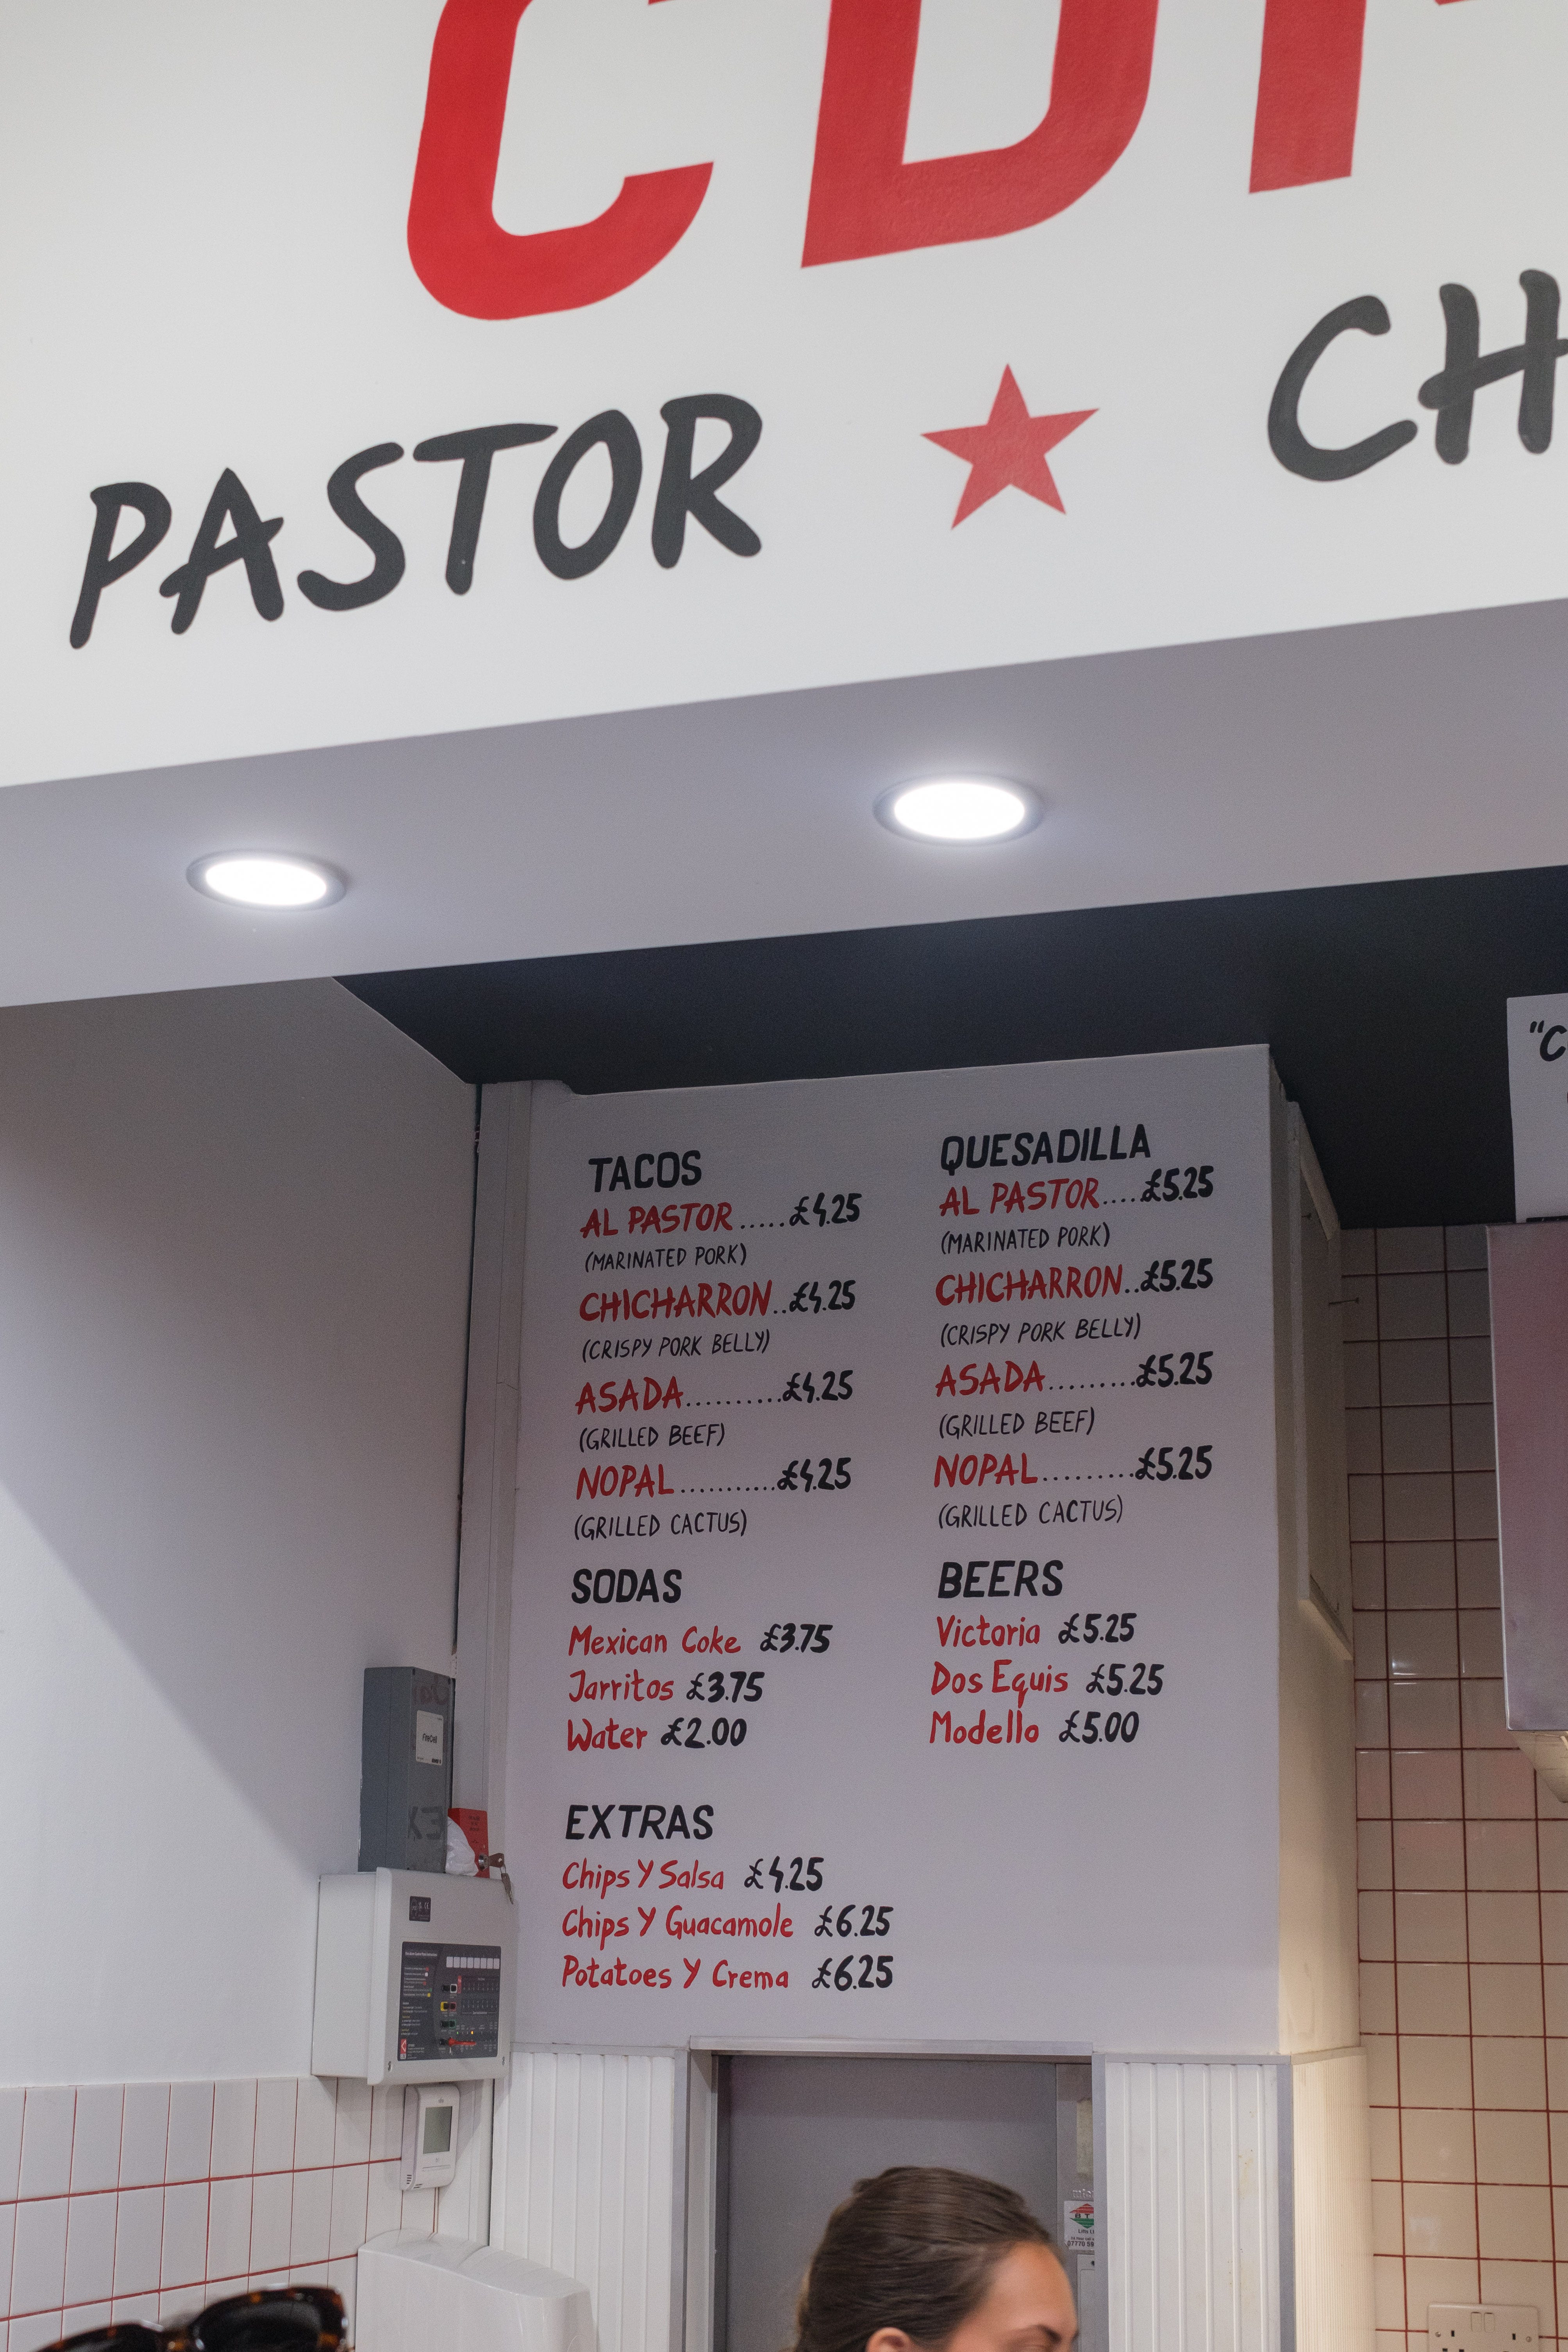 PASTOR ★ CH
TACOS
AL PASTOR.....£4.25
(MARINATED PORK)
CHICHARRON..£4.25
(CRISPY PORK BELLY)
ASADA..........£4.25
(GRILLED BEEF)
NOPAL...........£4.25
(GRILLED CACTUS)
QUESADILLA
AL PASTOR....£5.25
(MARINATED PORK)
CHICHARRON..£5.25
(CRISPY PORK BELLY)
ASADA.........£5.25
(GRILLED BEEF)
NOPAL.........£5.25
(GRILLED CACTUS)
SODAS
Mexican Coke £3.75
Jarritos £3.75
Water £2.00
BEERS
Victoria £5.25
Dos Equis £5.25
Modello £5.00
EXTRAS
Chips Y Salsa £4.25
Chips Y Guacamole £6.25
Potatoes Y Crema £6.25
"C
FireCell